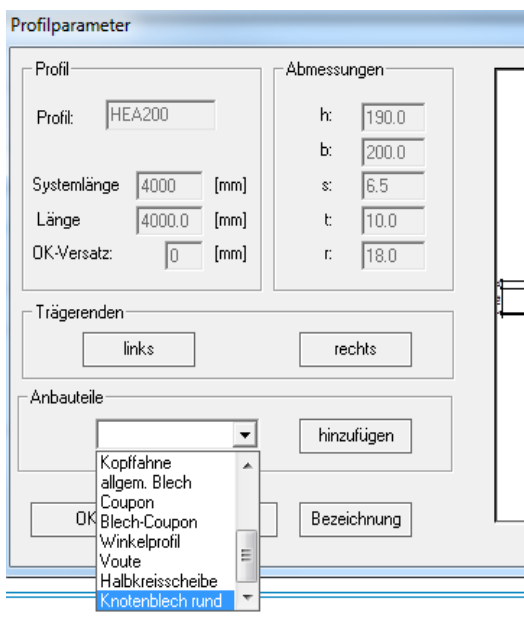 Profilparameter
Profil
Profil: HEA200
Systemlänge 4000 [mm]
Länge 4000.0 [mm]
OK-Versatz: 0 [mm]
Abmessungen
h: 190.0
b: 200.0
s: 6.5
t: 10.0
r: 18.0
Trägerenden
links
rechts
Anbauteile
hinzufügen
Kopffahne
allgem. Blech
Coupon
Blech-Coupon
Winkelprofil
Voute
Halbkreisscheibe
Knotenblech rund
OK
Bezeichnung